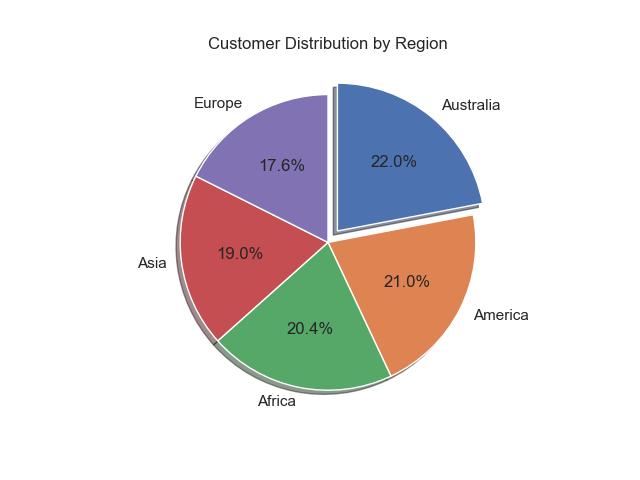 Customer Distribution by Region
Europe
Australia
17.6%
22.0%
Asia
19.0%
21.0%
America
20.4%
Africa